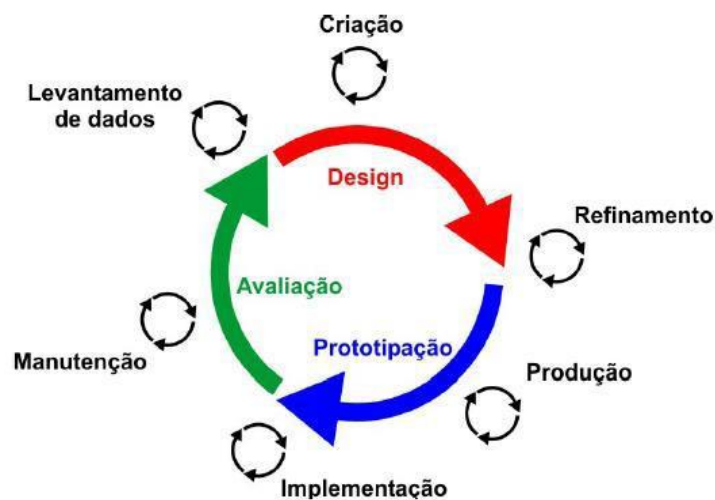 Criação
Levantamento
de dados
Design
Refinamento
Avaliação
Prototipação
Manutenção
Produção
Implementação